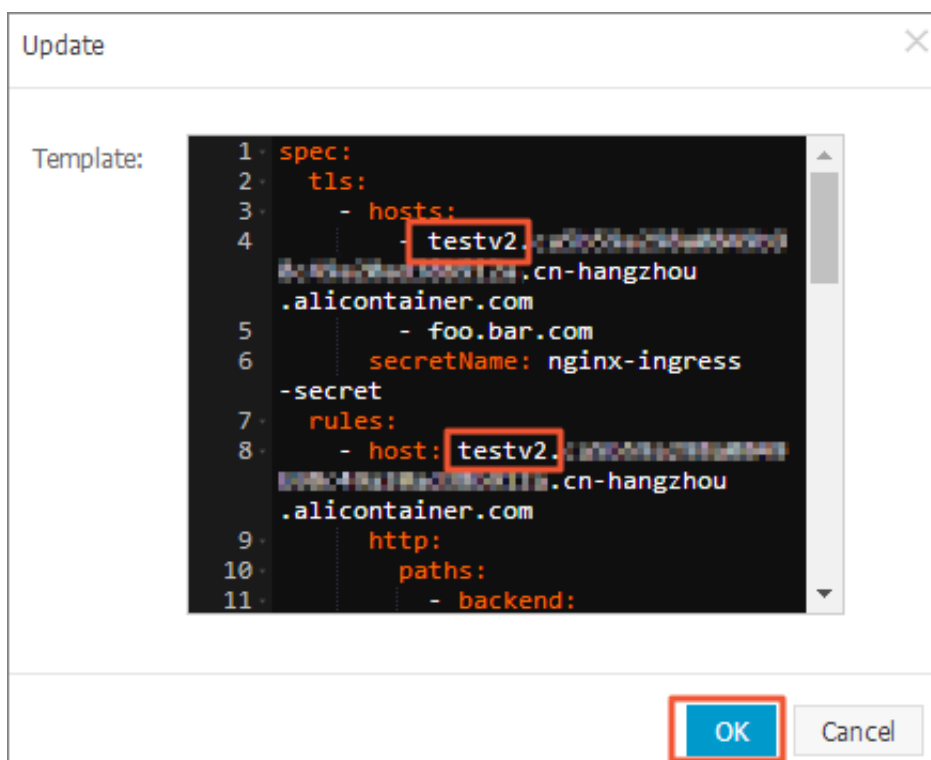 Update
Template:
1 spec:
2 tls:
3 - hosts:
4 - testv2.
.cn-hangzhou
.alicontainer.com
5 - foo.bar.com
6 secretName: nginx-ingress
-secret
7 rules:
8 - host: testv2.
.cn-hangzhou
.alicontainer.com
9 http:
10 paths:
11 - backend:
OK Cancel